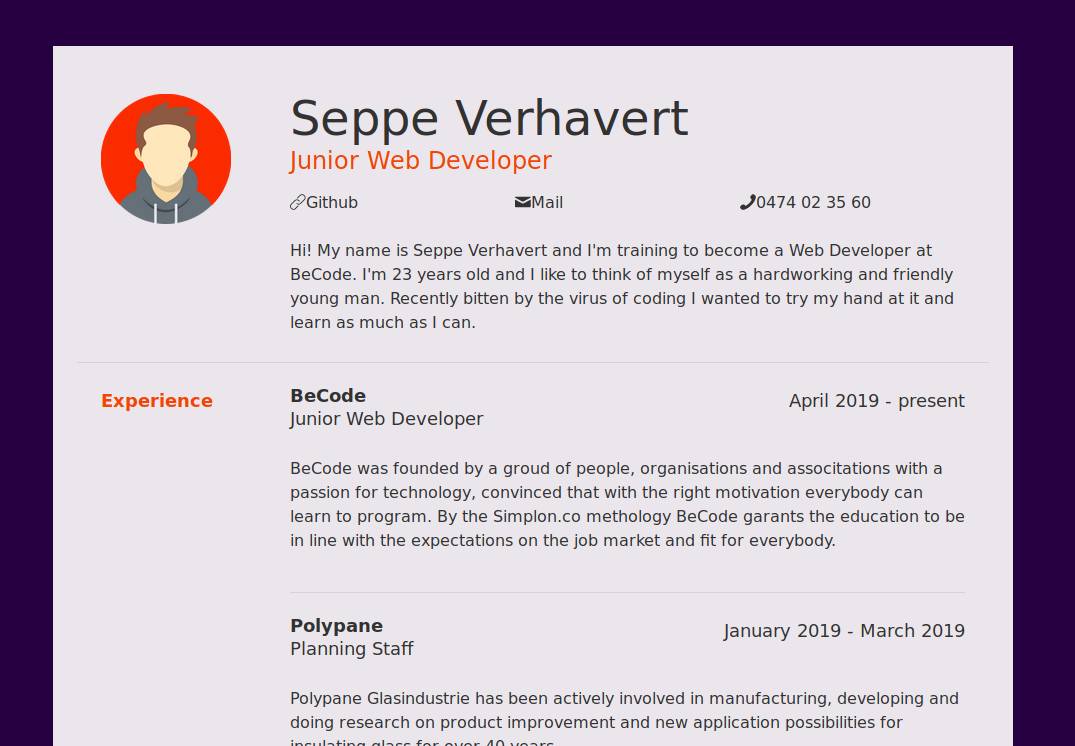 Seppe Verhavert
Junior Web Developer
Github Mail 0474 02 35 60
Hi! My name is Seppe Verhavert and I'm training to become a Web Developer at
BeCode. I'm 23 years old and I like to think of myself as a hardworking and friendly
young man. Recently bitten by the virus of coding I wanted to try my hand at it and
learn as much as I can.
Experience
BeCode
April 2019 - present
Junior Web Developer
BeCode was founded by a groud of people, organisations and associtations with a
passion for technology, convinced that with the right motivation everybody can
learn to program. By the Simplon.co methology BeCode garants the education to be
in line with the expectations on the job market and fit for everybody.
Polypane
January 2019 - March 2019
Planning Staff
Polypane Glasindustrie has been actively involved in manufacturing, developing and
doing research on product improvement and new application possibilities for
insulating glass for over 40 years.